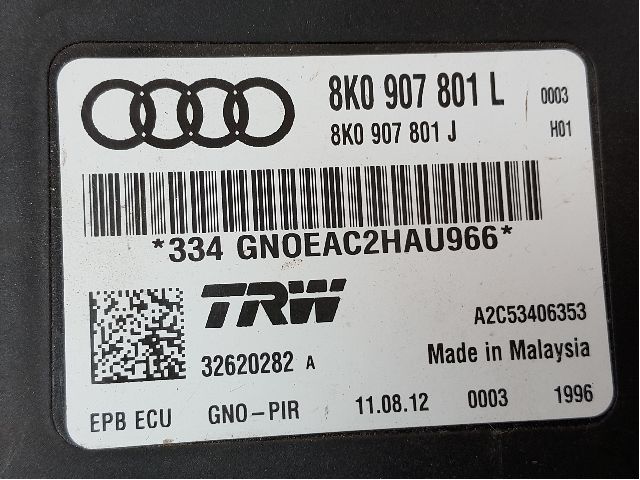 8K0 907 801 L 0003
8K0 907 801 J H01
*334 GNOEAC2HAU966*
TRW
A2C53406353
32620282 A
Made in Malaysia
EPB ECU GNO-PIR 11.08.12 0003 1996